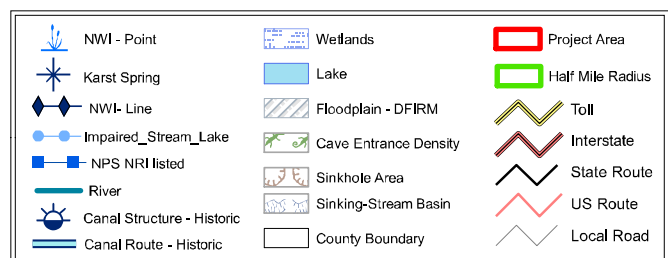 NWI - Point
Karst Spring
NWI- Line
Impaired_Stream_Lake
NPS NRI listed
River
Canal Structure - Historic
Canal Route - Historic
Wetlands
Lake
Floodplain - DFIRM
Cave Entrance Density
Sinkhole Area
Sinking-Stream Basin
County Boundary
Project Area
Half Mile Radius
Toll
Interstate
State Route
US Route
Local Road